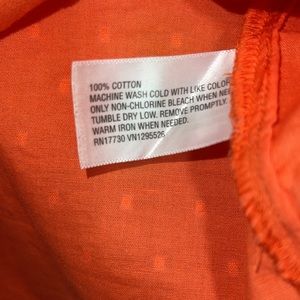 100% COTTON
MACHINE WASH COLD WITH LIKE COLOR
ONLY NON-CHLORINE BLEACH WHEN NE
TUMBLE DRY LOW. REMOVE PROMPTLY.
WARM IRON WHEN NEEDED.
RN17730 VN1295526